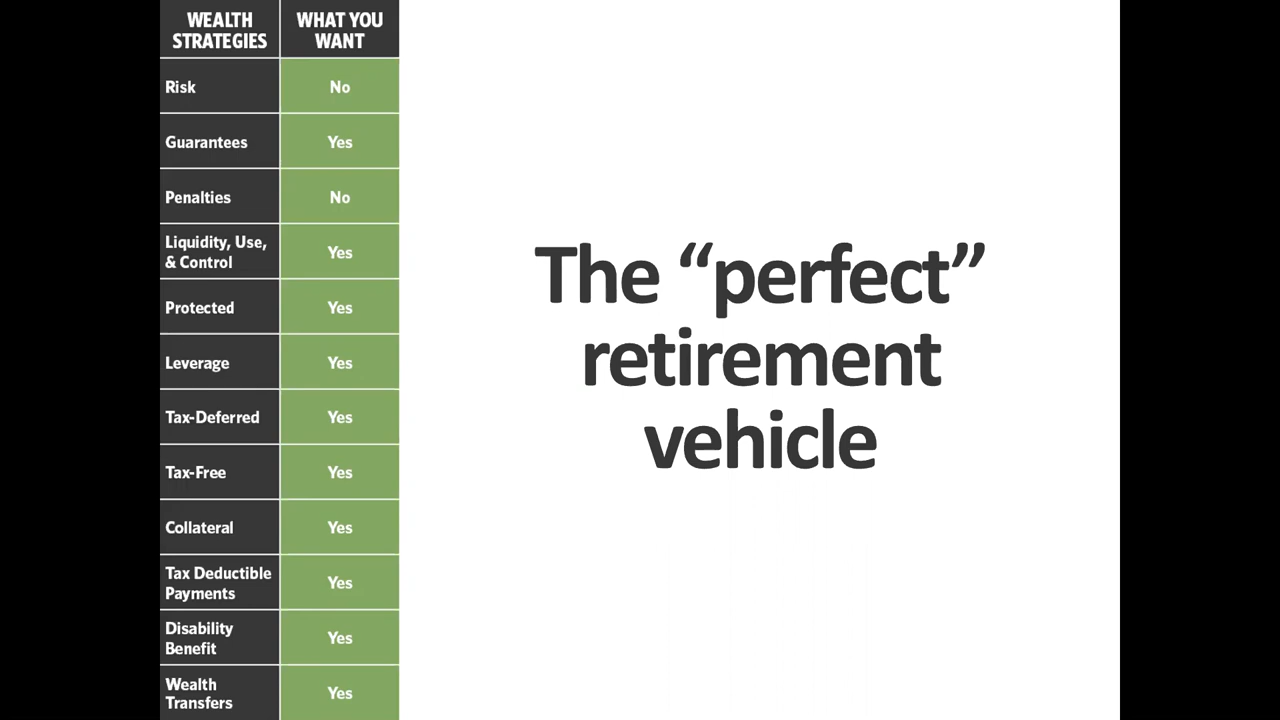 WEALTH STRATEGIES WHAT YOU WANT
Risk No
Guarantees Yes
Penalties No
Liquidity, Use, & Control Yes
Protected Yes
Leverage Yes
Tax-Deferred Yes
Tax-Free Yes
Collateral Yes
Tax Deductible Payments Yes
Disability Benefit Yes
Wealth Transfers Yes
The “perfect”
retirement
vehicle